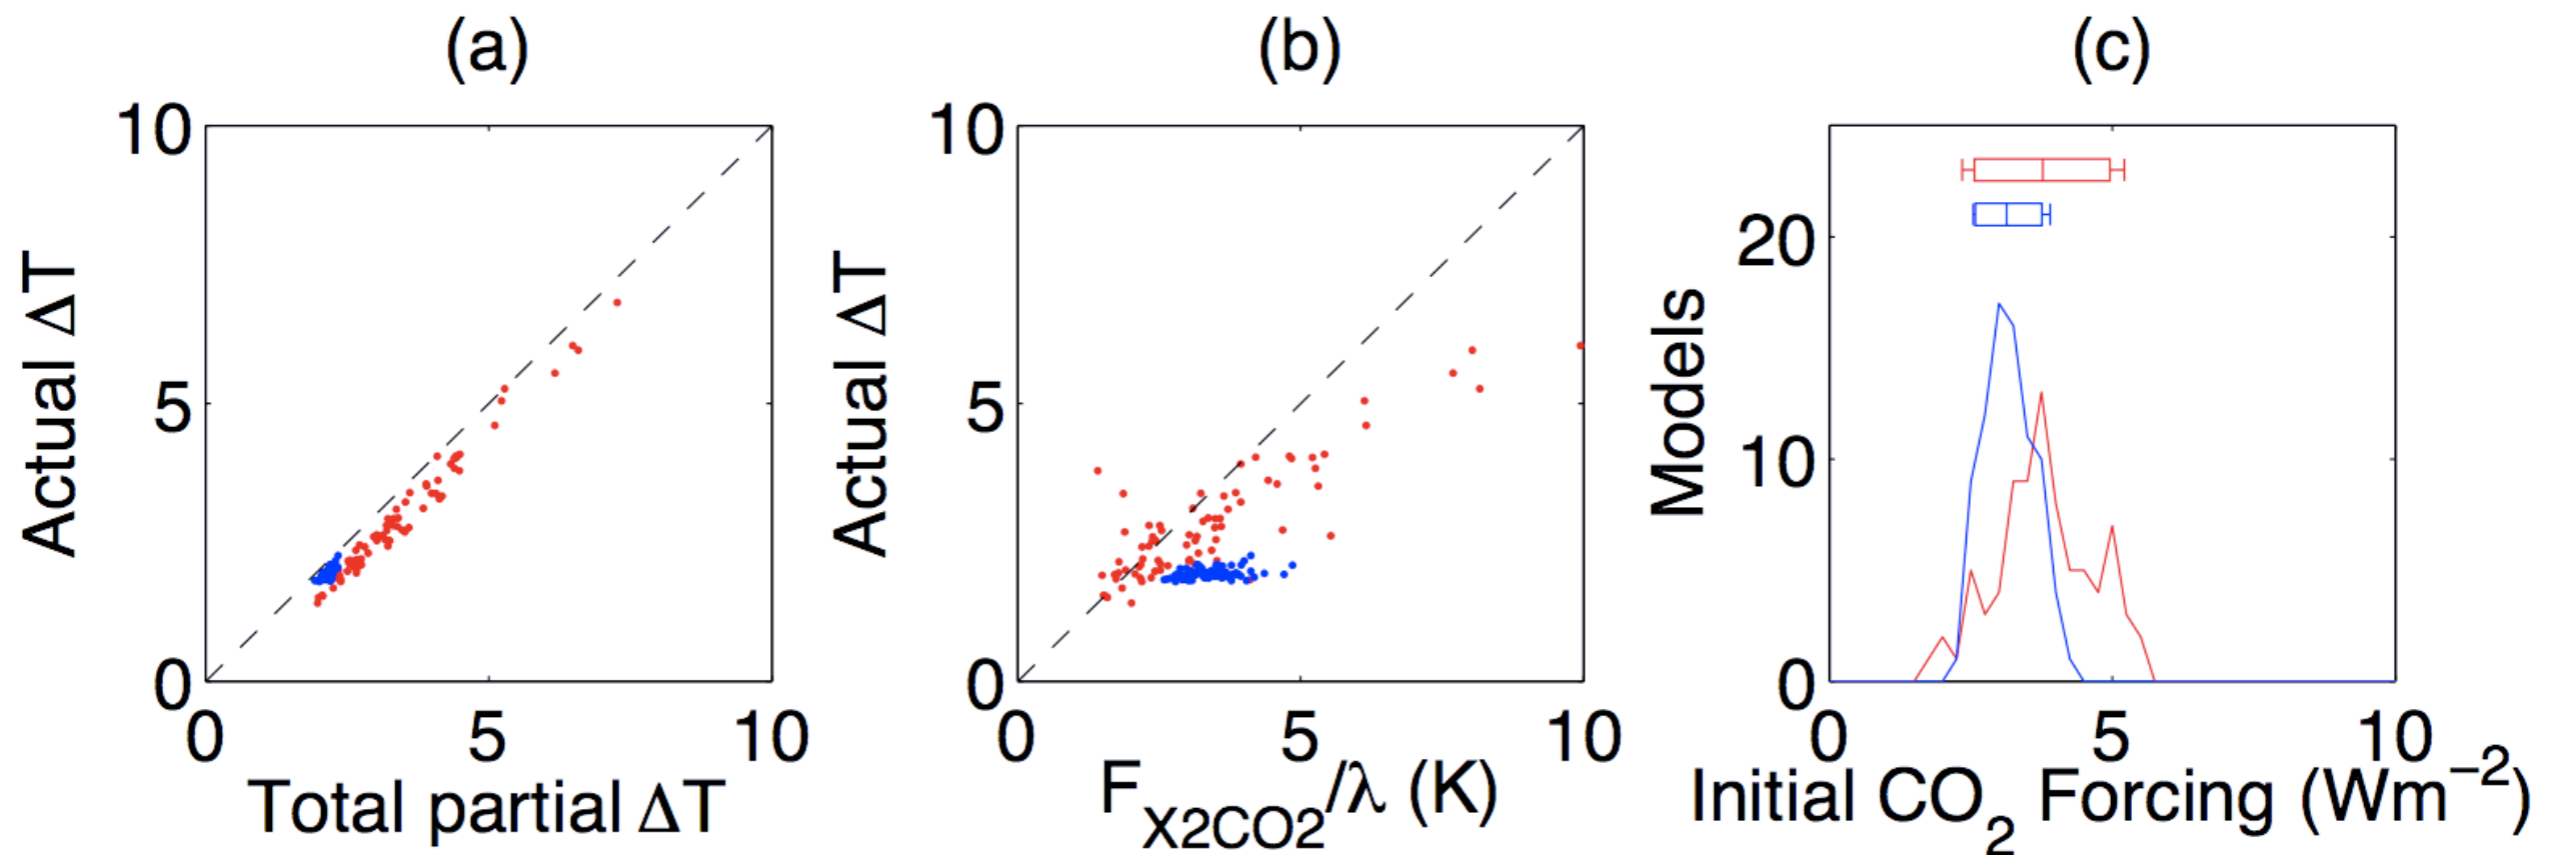 (a)
10
5
0
0 5 10
Actual ΔT
Total partial ΔT
(b)
10
5
0
0 5 10
Actual ΔT
F_X2CO2/λ (K)
(c)
20
10
0
0 5 10
Models
Initial CO₂ Forcing (Wm⁻²)